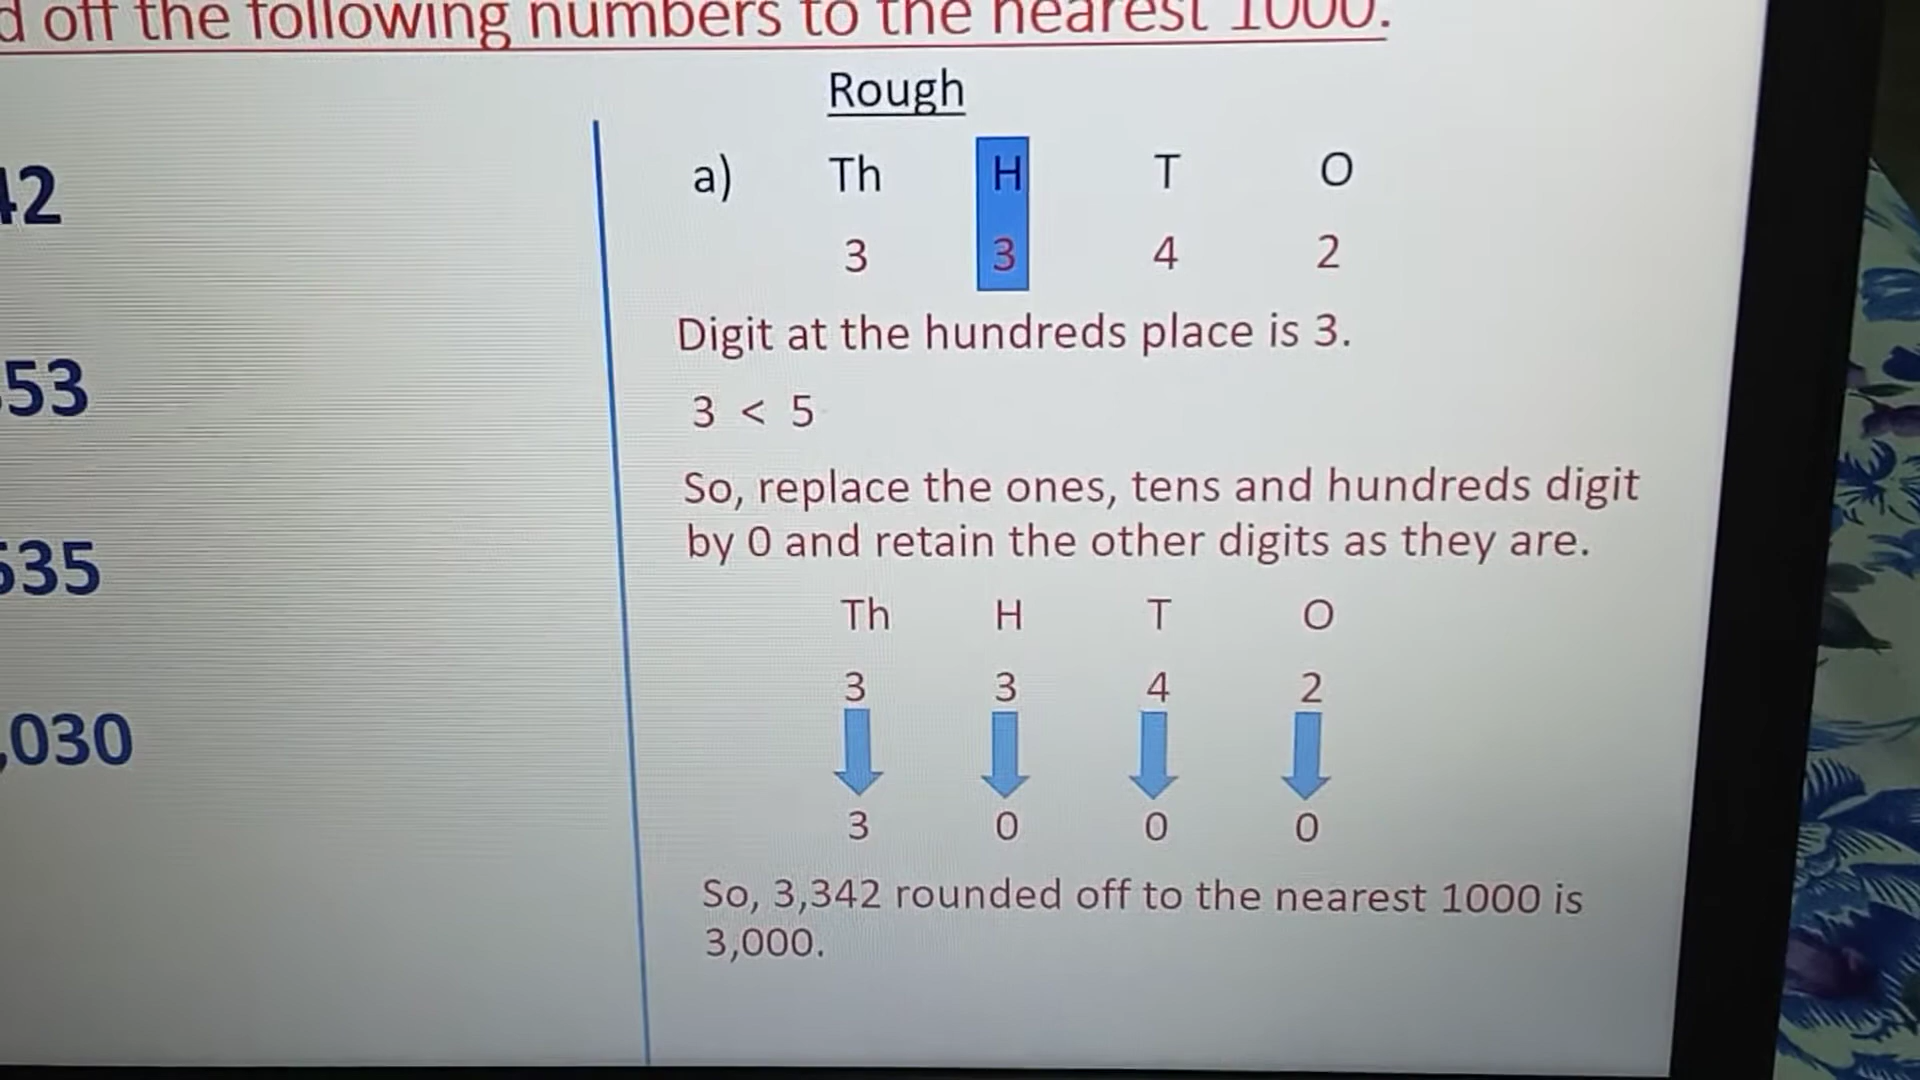 off the following numbers to the nearest 1000.
Rough
a) Th H T O
3 3 4 2
42
Digit at the hundreds place is 3.
53
3 < 5
So, replace the ones, tens and hundreds digit
by 0 and retain the other digits as they are.
535
Th H T O
3 3 4 2
,030
3 0 0 0
So, 3,342 rounded off to the nearest 1000 is
3,000.